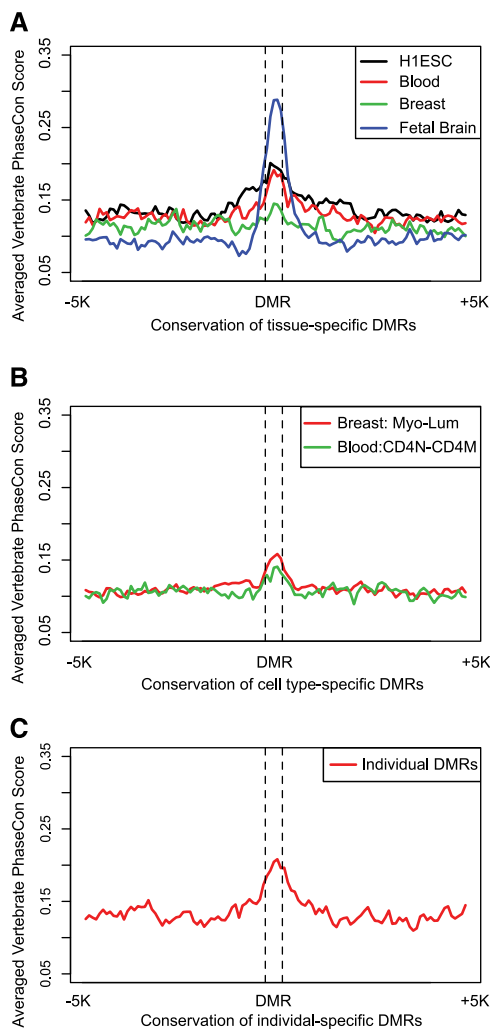 A
Averaged Vertebrate PhaseCon Score
0.05 0.15 0.25 0.35
H1ESC
Blood
Breast
Fetal Brain
-5K DMR +5K
Conservation of tissue-specific DMRs
B
Averaged Vertebrate PhaseCon Score
0.05 0.15 0.25 0.35
Breast: Myo-Lum
Blood:CD4N-CD4M
-5K DMR +5K
Conservation of cell type-specific DMRs
C
Averaged Vertebrate PhaseCon Score
0.05 0.15 0.25 0.35
Individual DMRs
-5K DMR +5K
Conservation of individal-specific DMRs